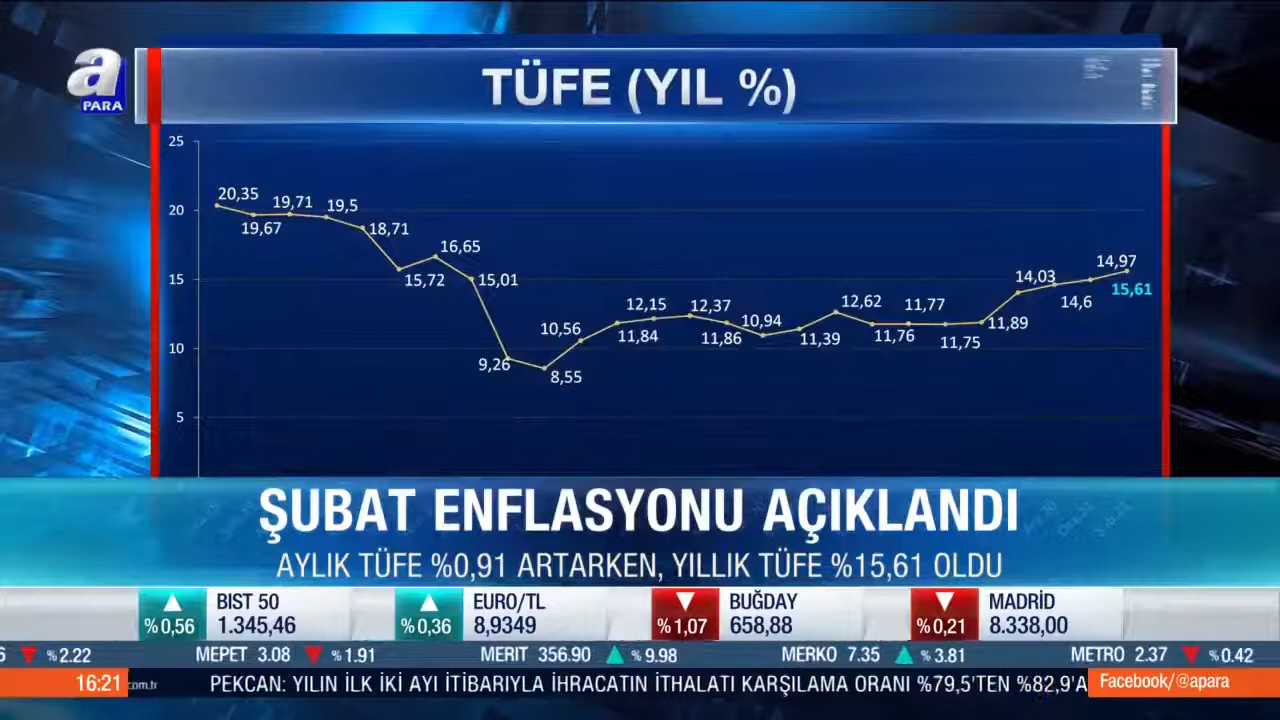 a
PARA
TÜFE (YIL %)
25
20
15
10
5
20,35
19,67
19,71
19,5
18,71
15,72
16,65
15,01
9,26
8,55
10,56
11,84
12,15
12,37
11,86
10,94
11,39
12,62
11,76
11,77
11,75
11,89
14,03
14,6
14,97
15,61
ŞUBAT ENFLASYONU AÇIKLANDI
AYLIK TÜFE %0,91 ARTARKEN, YILLIK TÜFE %15,61 OLDU
%0,56 BIST 50 1.345,46
%0,36 EURO/TL 8,9349
%1,07 BUĞDAY 658,88
%0,21 MADRİD 8.338,00
6 %2.22 MEPET 3.08 %1.91 MERIT 356.90 %9.98 MERKO 7.35 %3.81 METRO 2.37 %0.42
16:21 com.tr PEKCAN: YILIN İLK İKİ AYI İTİBARIYLA İHRACATIN İTHALATI KARŞILAMA ORANI %79,5'TEN %82,9'A Facebook/@apara